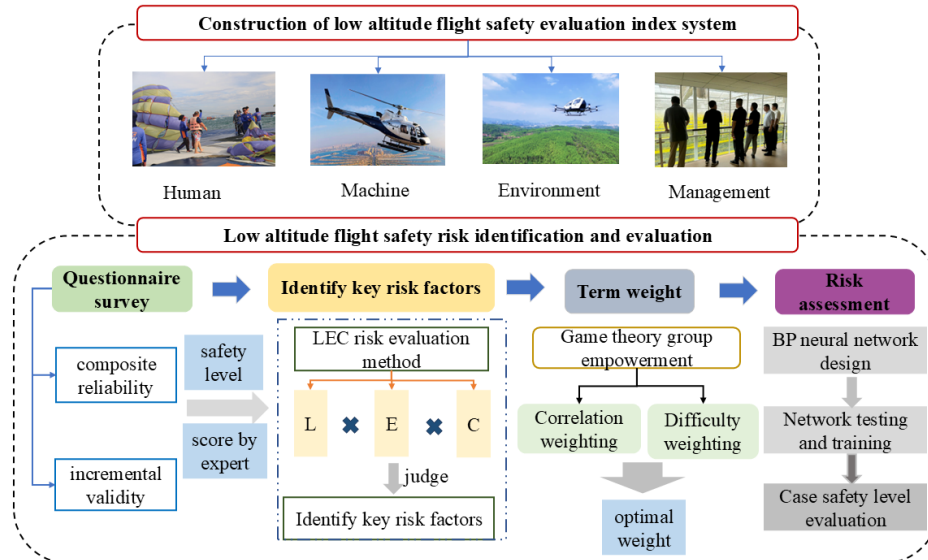 Construction of low altitude flight safety evaluation index system
Human
Machine
Environment
Management
Low altitude flight safety risk identification and evaluation
Questionnaire
survey
Identify key risk factors
Term weight
Risk
assessment
composite
reliability
incremental
validity
safety
level
score by
expert
LEC risk evaluation
method
L
E
C
judge
Identify key risk factors
Game theory group
empowerment
Correlation
weighting
Difficulty
weighting
optimal
weight
BP neural network
design
Network testing
and training
Case safety level
evaluation